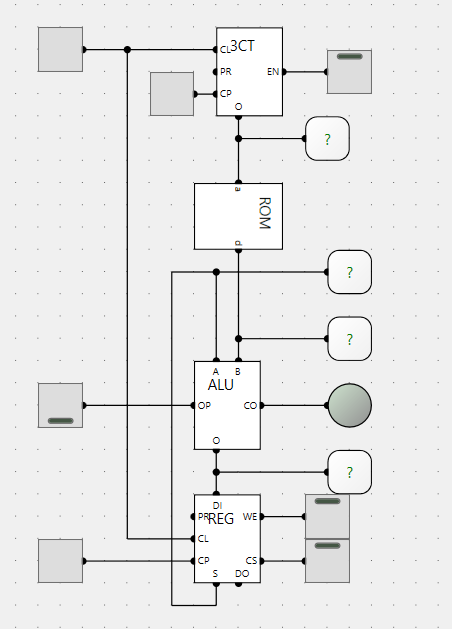 3CT
CL
PR
EN
CP
O
?
a
ROM
d
?
?
A B
ALU
OP CO
O
?
DI
PR REG WE
CL
CP CS
S DO